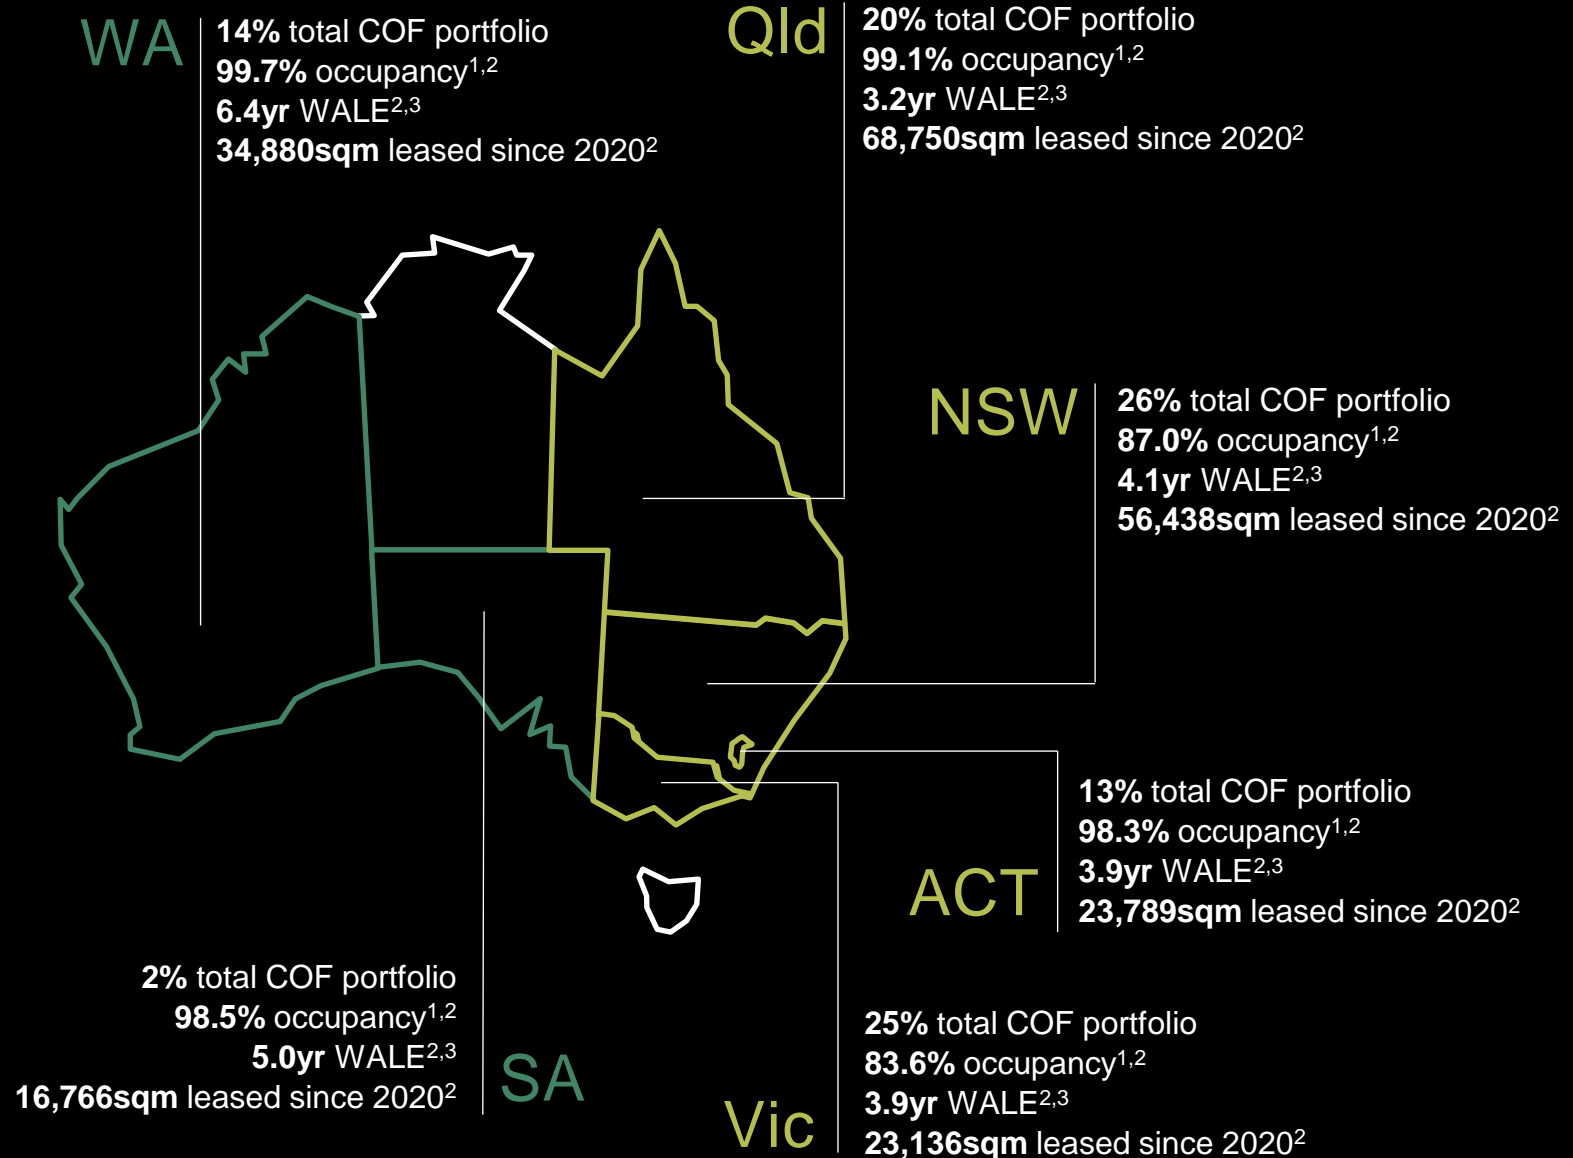 WA
14% total COF portfolio
99.7% occupancy1,2
6.4yr WALE2,3
34,880sqm leased since 20202
Qld
20% total COF portfolio
99.1% occupancy1,2
3.2yr WALE2,3
68,750sqm leased since 20202
NSW
26% total COF portfolio
87.0% occupancy1,2
4.1yr WALE2,3
56,438sqm leased since 20202
ACT
13% total COF portfolio
98.3% occupancy1,2
3.9yr WALE2,3
23,789sqm leased since 20202
2% total COF portfolio
98.5% occupancy1,2
5.0yr WALE2,3
16,766sqm leased since 20202
SA
Vic
25% total COF portfolio
83.6% occupancy1,2
3.9yr WALE2,3
23,136sqm leased since 20202